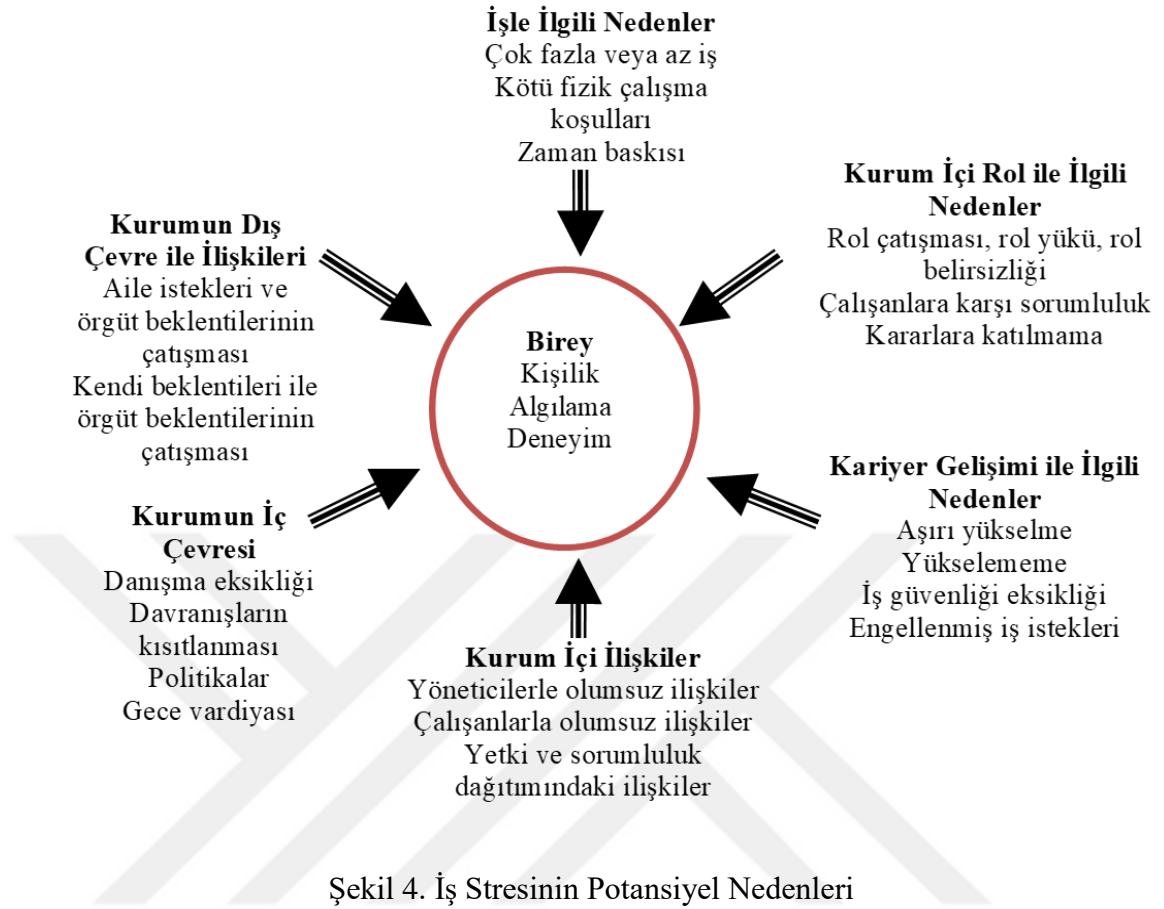 İşle İlgili Nedenler
Çok fazla veya az iş
Kötü fizik çalışma
koşulları
Zaman baskısı
Kurum İçi Rol ile İlgili
Nedenler
Rol çatışması, rol yükü, rol
belirsizliği
Çalışanlara karşı sorumluluk
Kararlara katılmama
Kurumun Dış
Çevre ile İlişkileri
Aile istekleri ve
örgüt beklentilerinin
çatışması
Kendi beklentileri ile
örgüt beklentilerinin
çatışması
Birey
Kişilik
Algılama
Deneyim
Kariyer Gelişimi ile İlgili
Nedenler
Aşırı yükselme
Yükselememe
İş güvenliği eksikliği
Engellenmiş iş istekleri
Kurumun İç
Çevresi
Danışma eksikliği
Davranışların
kısıtlanması
Politikalar
Gece vardiyası
Kurum İçi İlişkiler
Yöneticilerle olumsuz ilişkiler
Çalışanlarla olumsuz ilişkiler
Yetki ve sorumluluk
dağıtımındaki ilişkiler
Şekil 4. İş Stresinin Potansiyel Nedenleri